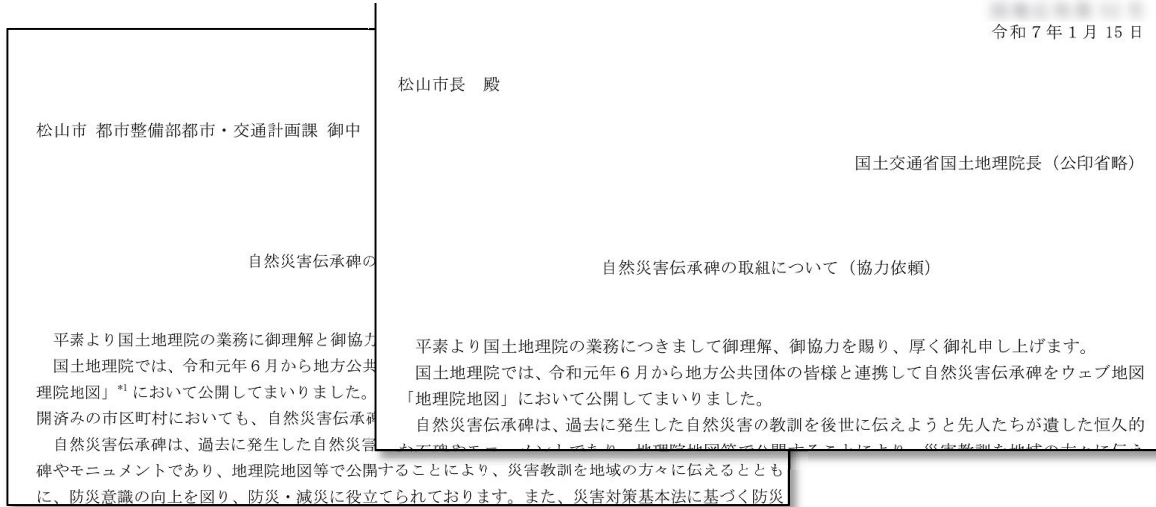 令和７年１月 15 日
松山市長　殿
国土交通省国土地理院長（公印省略）
自然災害伝承碑の取組について（協力依頼）
平素より国土地理院の業務につきまして御理解、御協力を賜り、厚く御礼申し上げます。
国土地理院では、令和元年６月から地方公共団体の皆様と連携して自然災害伝承碑をウェブ地図
「地理院地図」において公開してまいりました。
自然災害伝承碑は、過去に発生した自然災害の教訓を後世に伝えようと先人たちが遺した恒久的
松山市 都市整備部都市・交通計画課 御中
自然災害伝承碑の
平素より国土地理院の業務に御理解と御協力
国土地理院では、令和元年６月から地方公共
理院地図」*1 において公開してまいりました。
開済みの市区町村においても、自然災害伝承碑
自然災害伝承碑は、過去に発生した自然災害
碑やモニュメントであり、地理院地図等で公開することにより、災害教訓を地域の方々に伝えるととも
に、防災意識の向上を図り、防災・減災に役立てられております。また、災害対策基本法に基づく防災